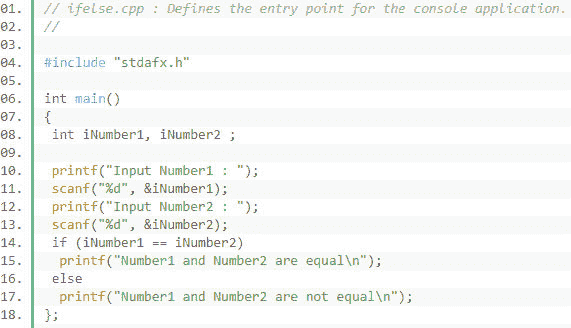 01. // ifelse.cpp : Defines the entry point for the console application.
02. //
03.
04. #include "stdafx.h"
05.
06. int main()
07. {
08.  int iNumber1, iNumber2 ;
09.
10.  printf("Input Number1 : ");
11.  scanf("%d", &iNumber1);
12.  printf("Input Number2 : ");
13.  scanf("%d", &iNumber2);
14.  if (iNumber1 == iNumber2)
15.   printf("Number1 and Number2 are equal\n");
16.  else
17.   printf("Number1 and Number2 are not equal\n");
18. };